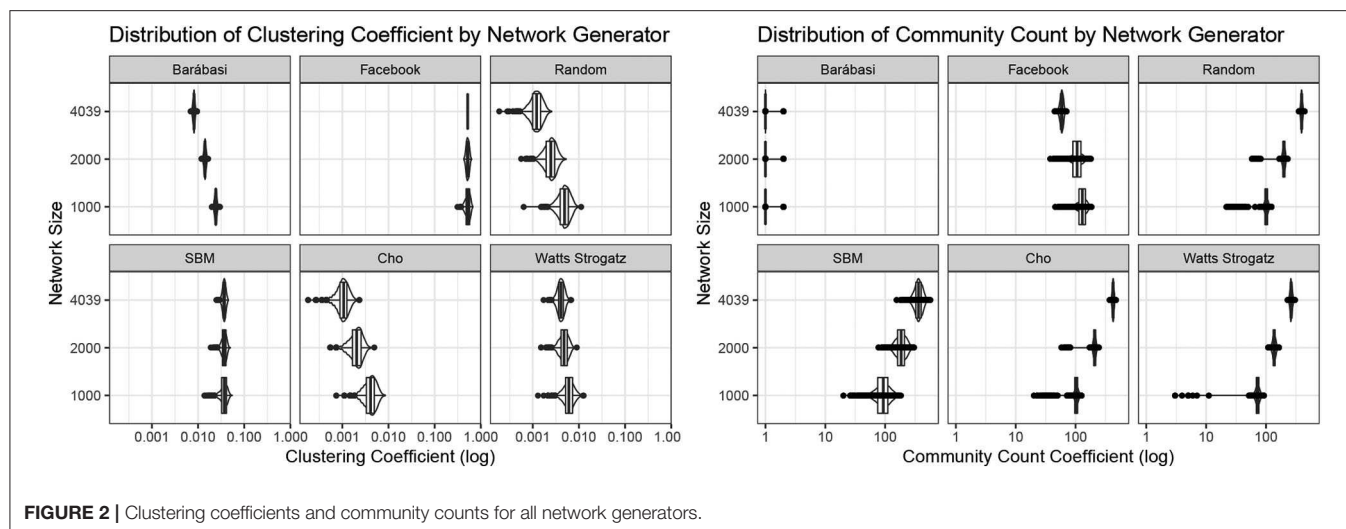 Distribution of Clustering Coefficient by Network Generator
Barábasi Facebook Random
4039
2000
1000
Network Size
SBM Cho Watts Strogatz
4039
2000
1000
0.001 0.010 0.100 1.000 0.001 0.010 0.100 1.000 0.001 0.010 0.100 1.000
Clustering Coefficient (log)
Distribution of Community Count by Network Generator
Barábasi Facebook Random
4039
2000
1000
Network Size
SBM Cho Watts Strogatz
4039
2000
1000
1 10 100 1 10 100 1 10 100
Community Count Coefficient (log)
FIGURE 2 | Clustering coefficients and community counts for all network generators.